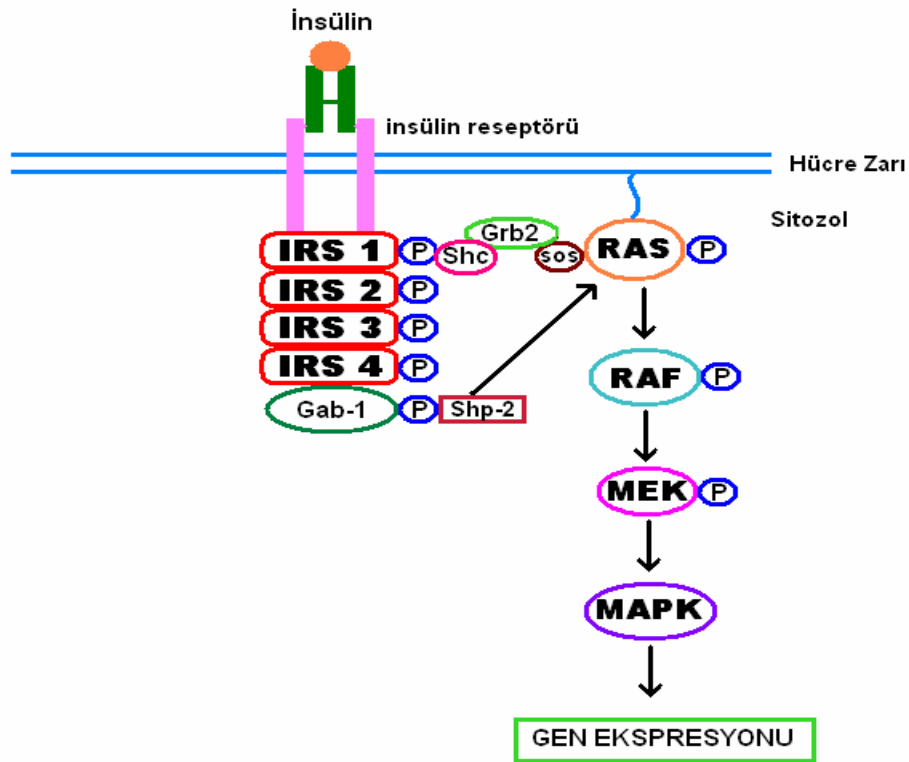 İnsülin
insülin reseptörü
Hücre Zarı
Sitozol
Grb2
IRS 1 P Shc sos RAS P
IRS 2 P
IRS 3 P
IRS 4 P RAF P
Gab-1 P Shp-2
MEK P
MAPK
GEN EKSPRESYONU